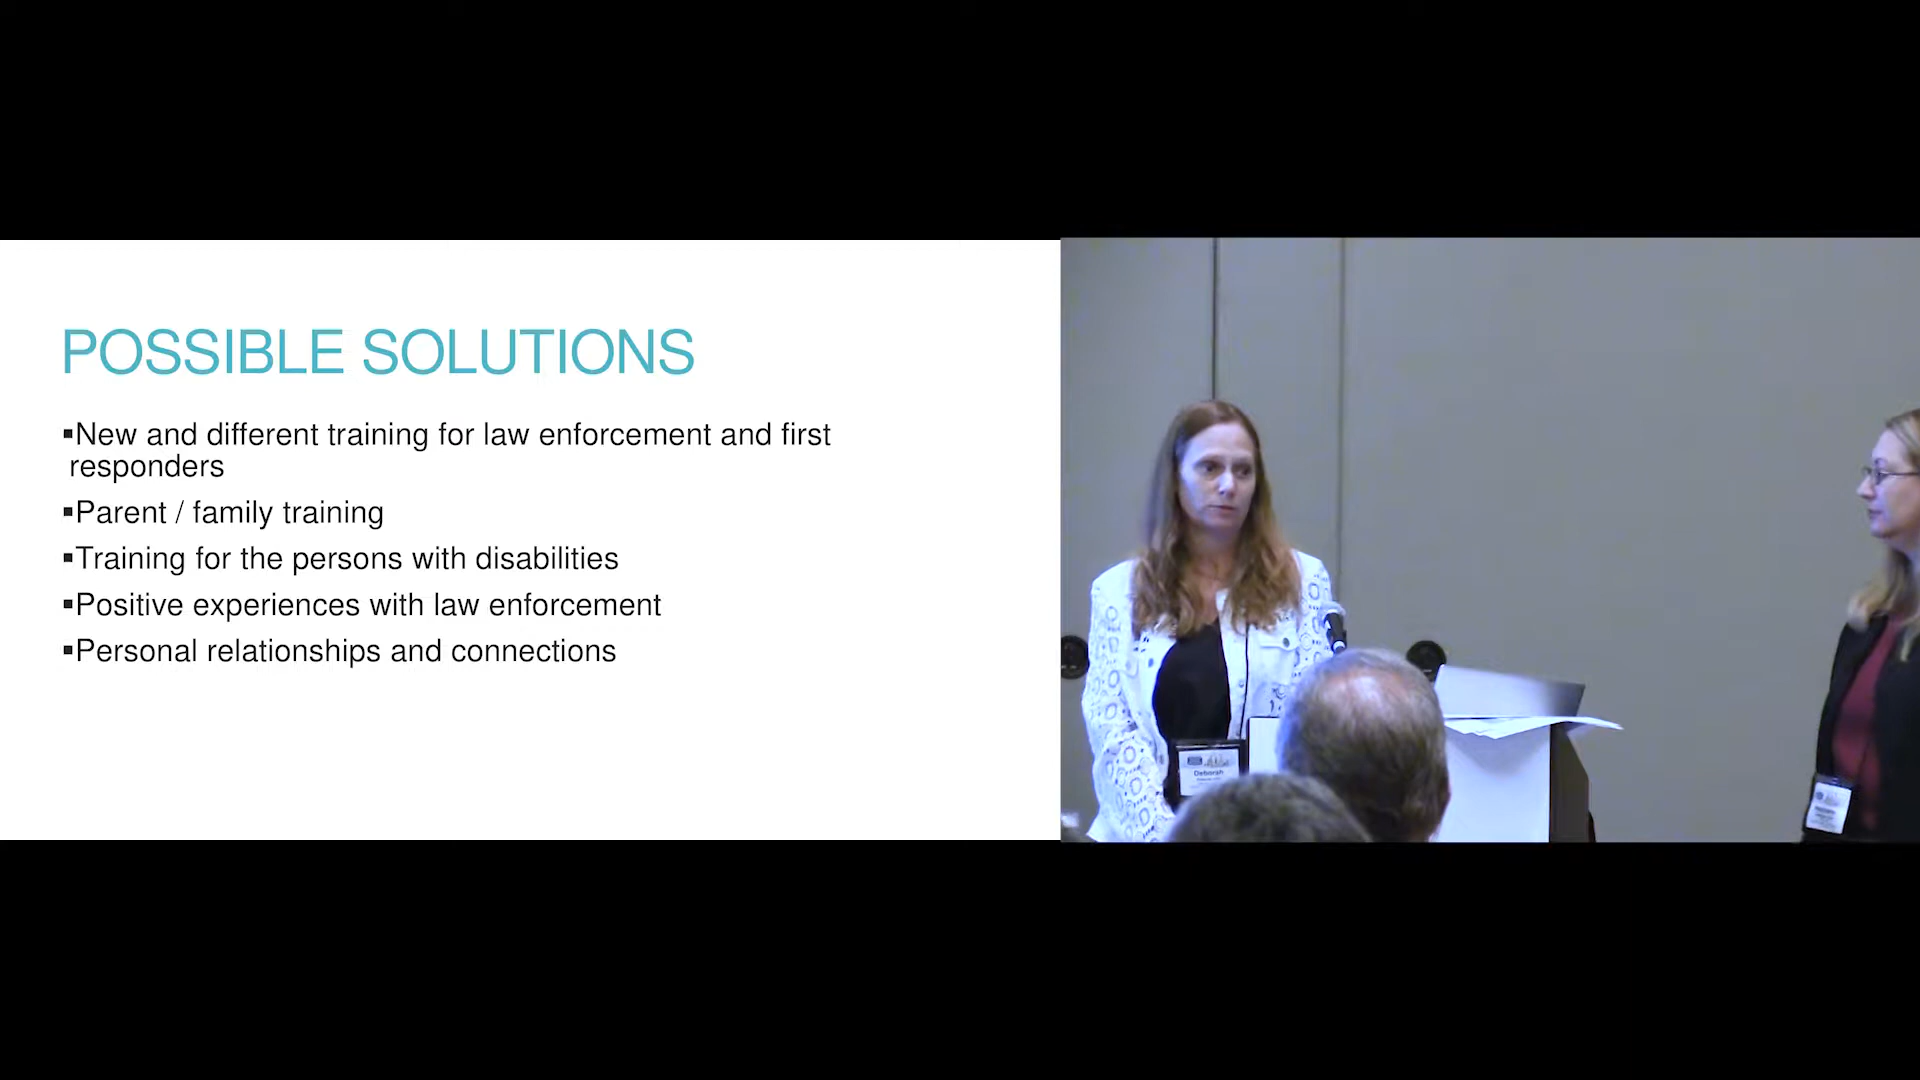 POSSIBLE SOLUTIONS
▪New and different training for law enforcement and first
responders
▪Parent / family training
▪Training for the persons with disabilities
▪Positive experiences with law enforcement
▪Personal relationships and connections
Deborah